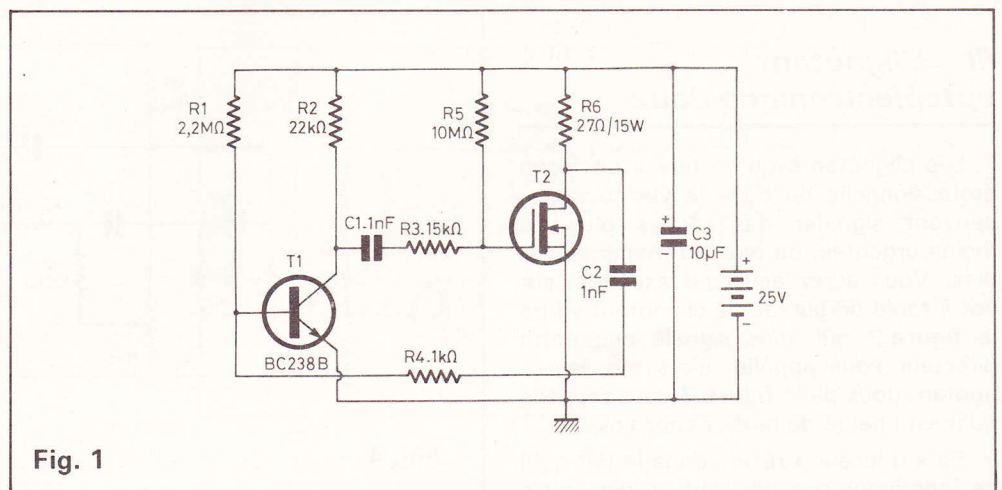 R1
2,2MΩ
R2
22kΩ
R5
10MΩ
R6
27Ω/15W
T2
C1.1nF
R3.15kΩ
+
C3
10µF
T1
C2
1nF
+
25V
−
BC238B
R4.1kΩ
Fig. 1